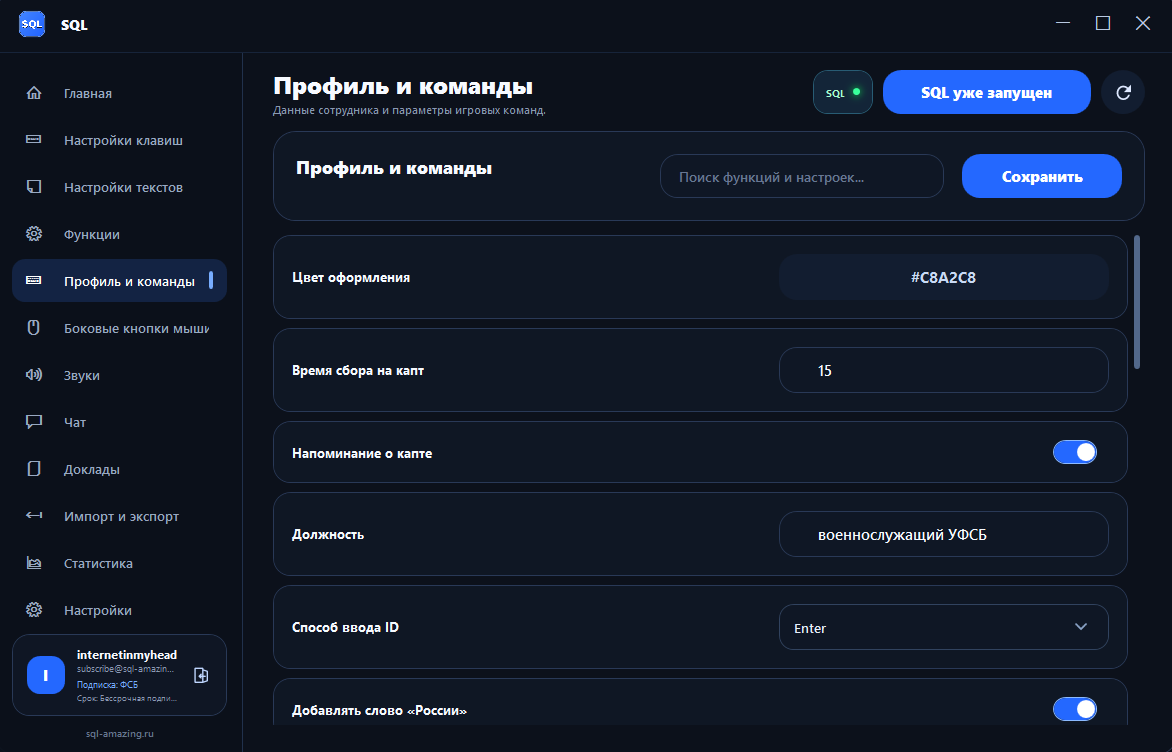 SQL SQL
Главная
Настройки клавиш
Настройки текстов
Функции
Профиль и команды
Боковые кнопки мыши
Звуки
Чат
Доклады
Импорт и экспорт
Статистика
Настройки
I
internetinmyhead
subscribe@sql-amazin...
Подписка: ФСБ
Срок: Бессрочная подпи...
sql-amazing.ru
Профиль и команды
Данные сотрудника и параметры игровых команд.
SQL
SQL уже запущен
Профиль и команды
Поиск функций и настроек...
Сохранить
Цвет оформления
#C8A2C8
Время сбора на капт
15
Напоминание о капте
Должность
военнослужащий УФСБ
Способ ввода ID
Enter
Добавлять слово «России»